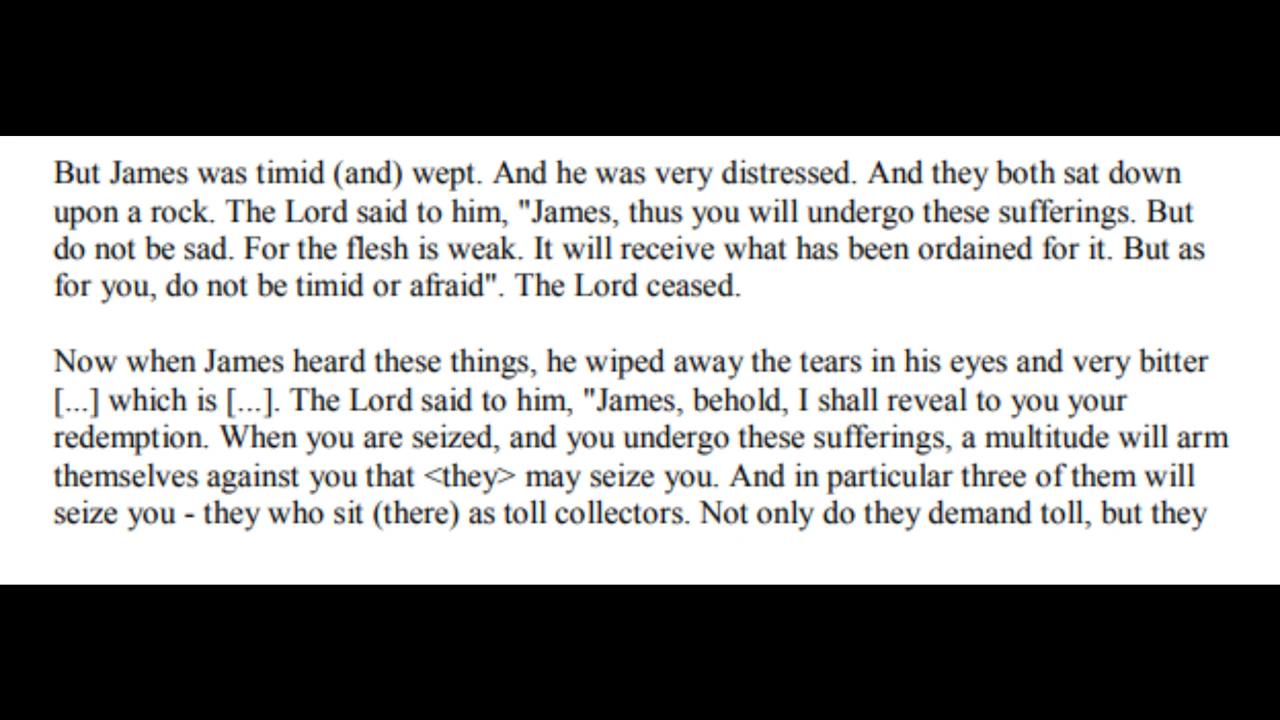 But James was timid (and) wept. And he was very distressed. And they both sat down
upon a rock. The Lord said to him, "James, thus you will undergo these sufferings. But
do not be sad. For the flesh is weak. It will receive what has been ordained for it. But as
for you, do not be timid or afraid". The Lord ceased.
Now when James heard these things, he wiped away the tears in his eyes and very bitter
[...] which is [...]. The Lord said to him, "James, behold, I shall reveal to you your
redemption. When you are seized, and you undergo these sufferings, a multitude will arm
themselves against you that <they> may seize you. And in particular three of them will
seize you - they who sit (there) as toll collectors. Not only do they demand toll, but they